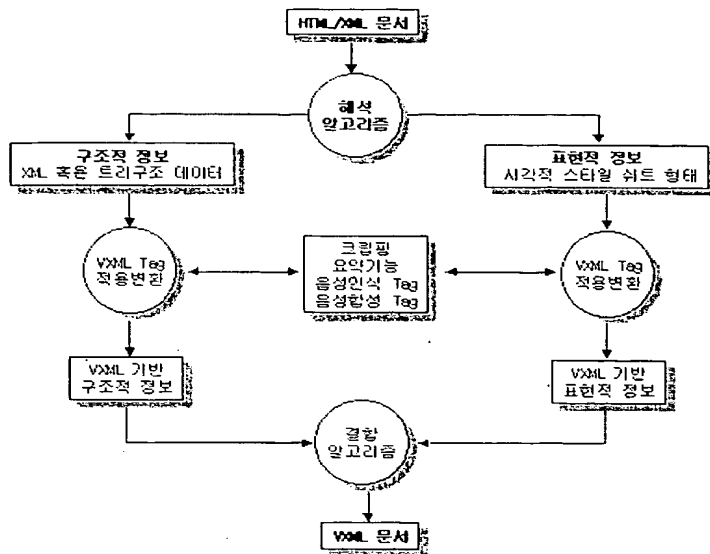 HTML/XML 문서
해석
알고리즘
구조적 정보
XML 혹은 트리구조 데이터
표현적 정보
시각적 스타일 쉬트 형태
VXML Tag
적용변환
크립핑
요약기능
음성인식 Tag
음성합성 Tag
VXML Tag
적용변환
VXML 기반
구조적 정보
VXML 기반
표현적 정보
결합
알고리즘
VXML 문서